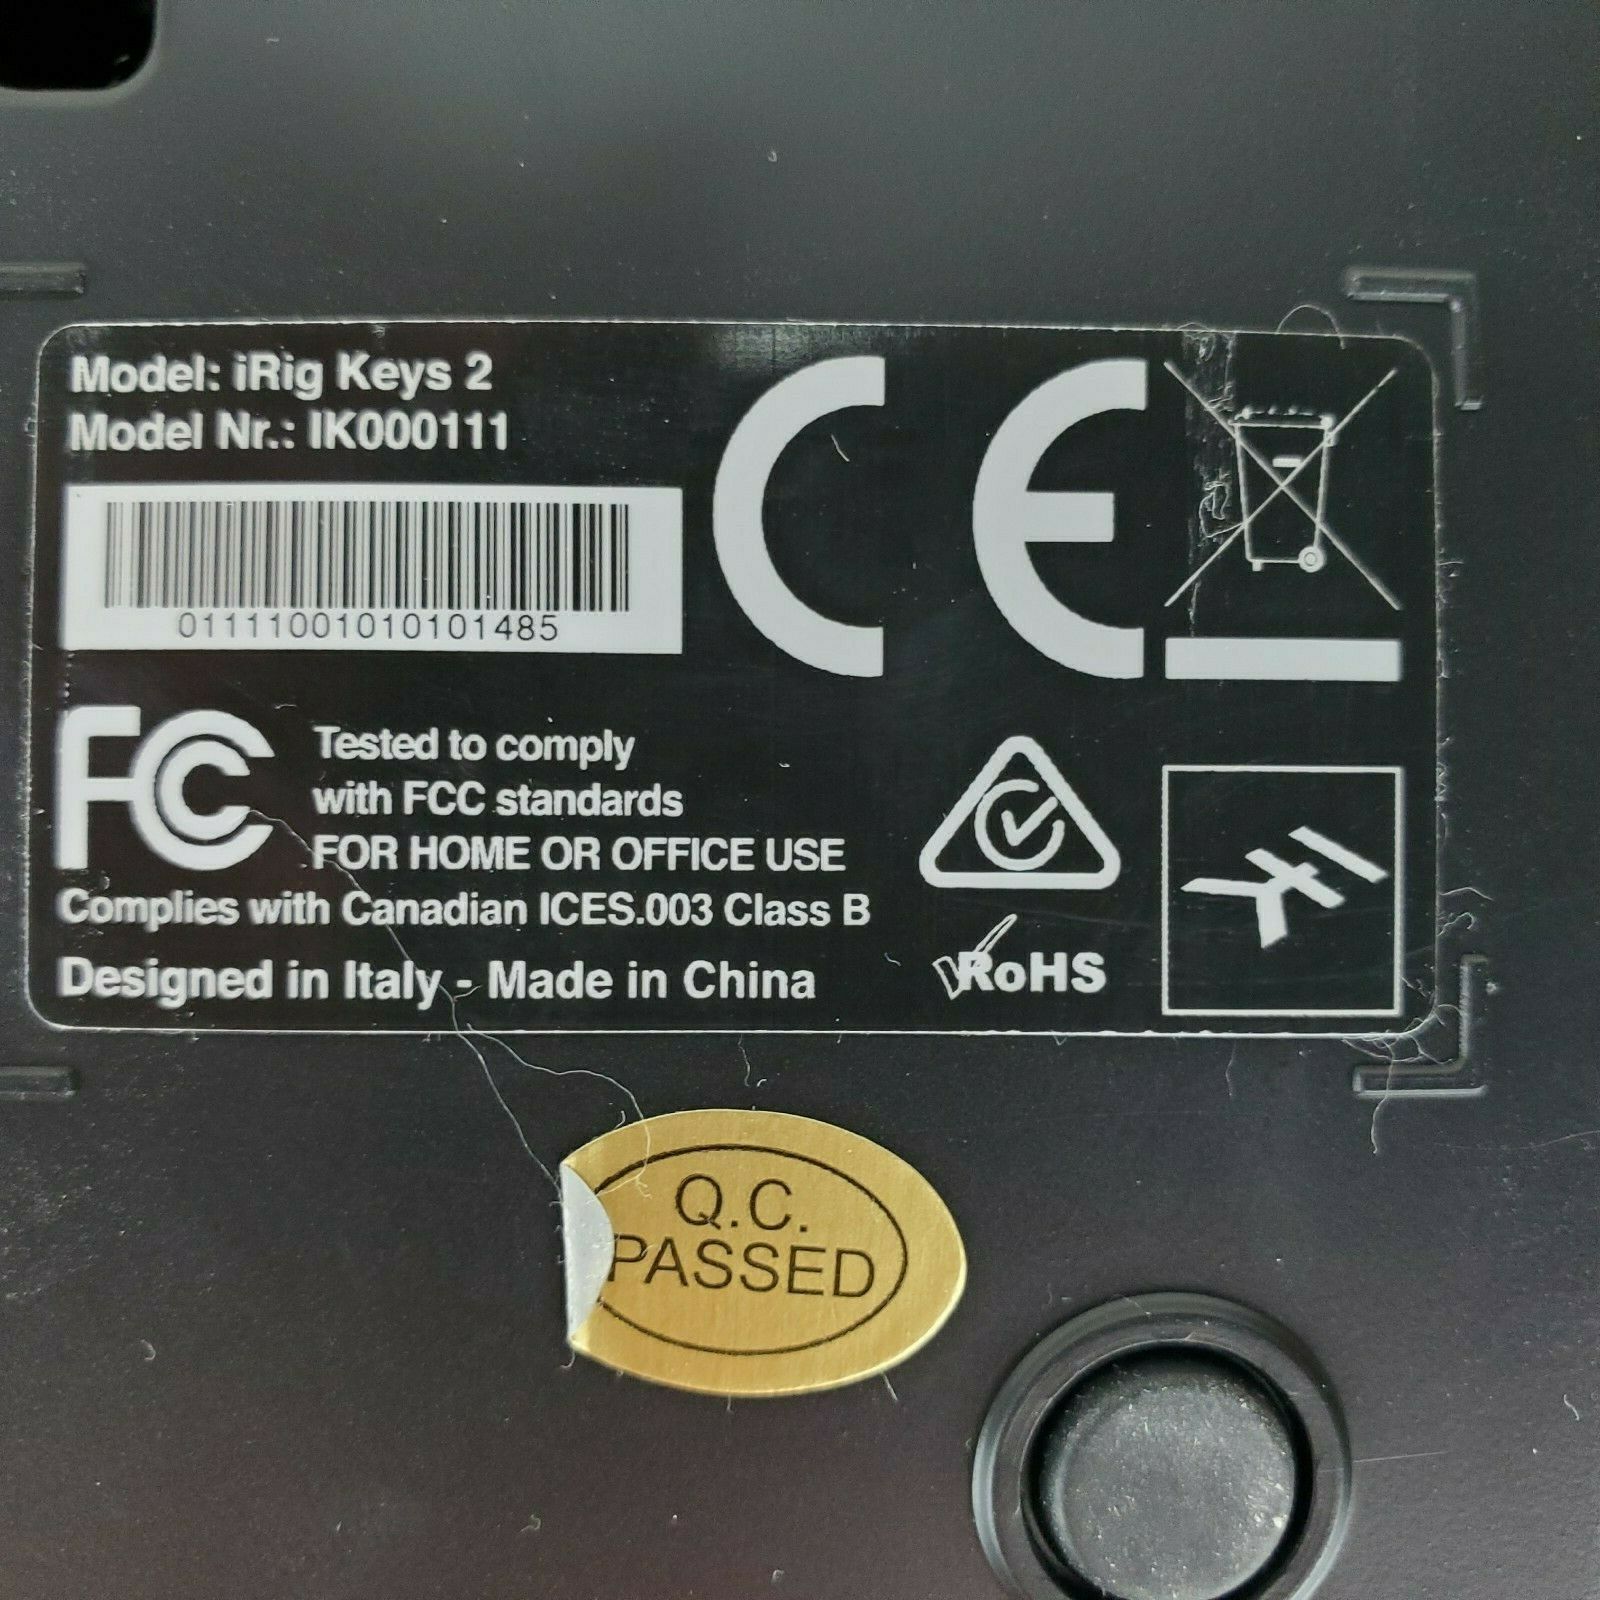 Model: iRig Keys 2
Model Nr.: IK000111
01111001010101485
CE
FC
Tested to comply
with FCC standards
FOR HOME OR OFFICE USE
Complies with Canadian ICES.003 Class B
Designed in Italy - Made in China
RoHS
IK
Q.C.
PASSED